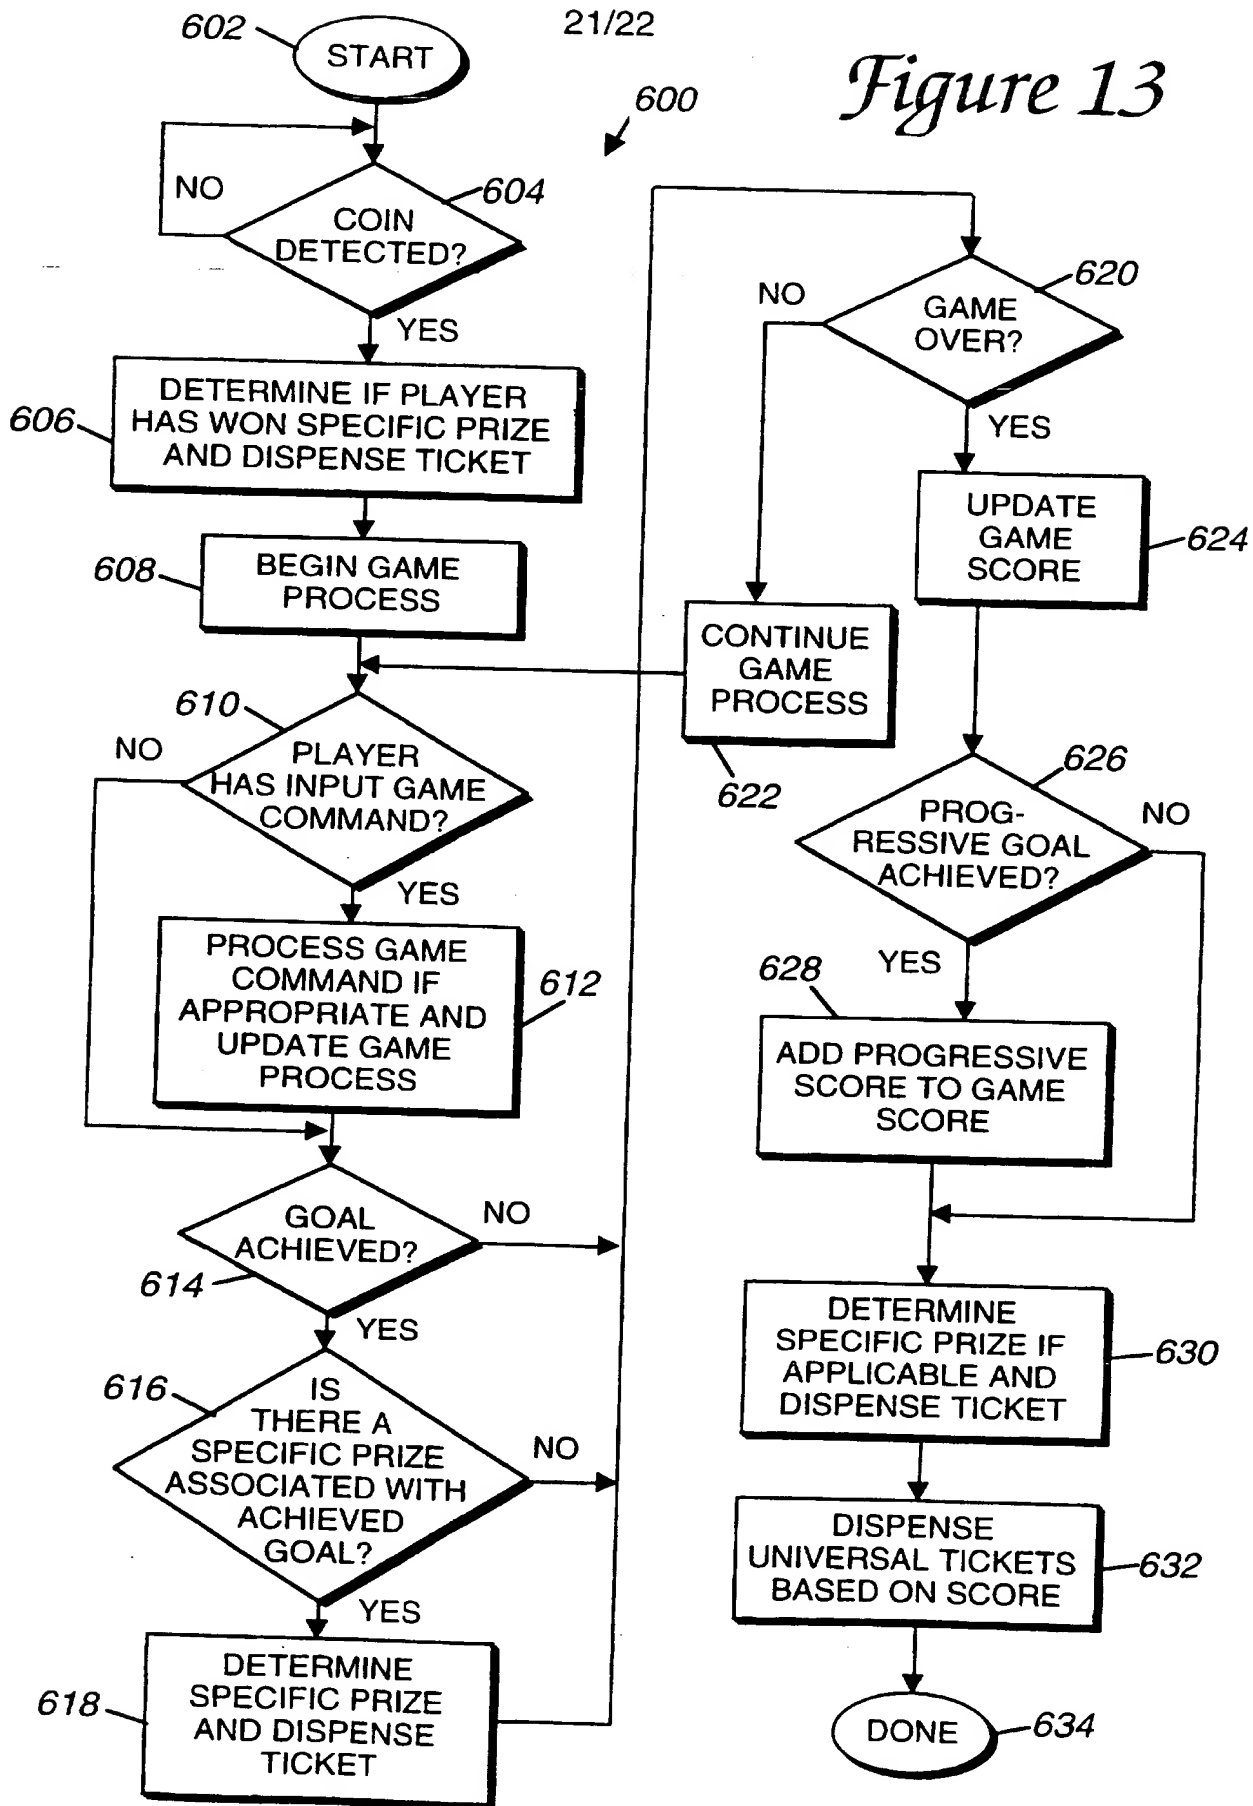 21/22
Figure 13
600
602
START
604
COIN
DETECTED?
NO
YES
606
DETERMINE IF PLAYER
HAS WON SPECIFIC PRIZE
AND DISPENSE TICKET
608
BEGIN GAME
PROCESS
610
PLAYER
HAS INPUT GAME
COMMAND?
NO
YES
612
PROCESS GAME
COMMAND IF
APPROPRIATE AND
UPDATE GAME
PROCESS
614
GOAL
ACHIEVED?
NO
YES
616
IS
THERE A
SPECIFIC PRIZE
ASSOCIATED WITH
ACHIEVED
GOAL?
NO
YES
618
DETERMINE
SPECIFIC PRIZE
AND DISPENSE
TICKET
620
GAME
OVER?
NO
YES
622
CONTINUE
GAME
PROCESS
624
UPDATE
GAME
SCORE
626
PROG-
RESSIVE GOAL
ACHIEVED?
NO
YES
628
ADD PROGRESSIVE
SCORE TO GAME
SCORE
630
DETERMINE
SPECIFIC PRIZE IF
APPLICABLE AND
DISPENSE TICKET
632
DISPENSE
UNIVERSAL TICKETS
BASED ON SCORE
634
DONE